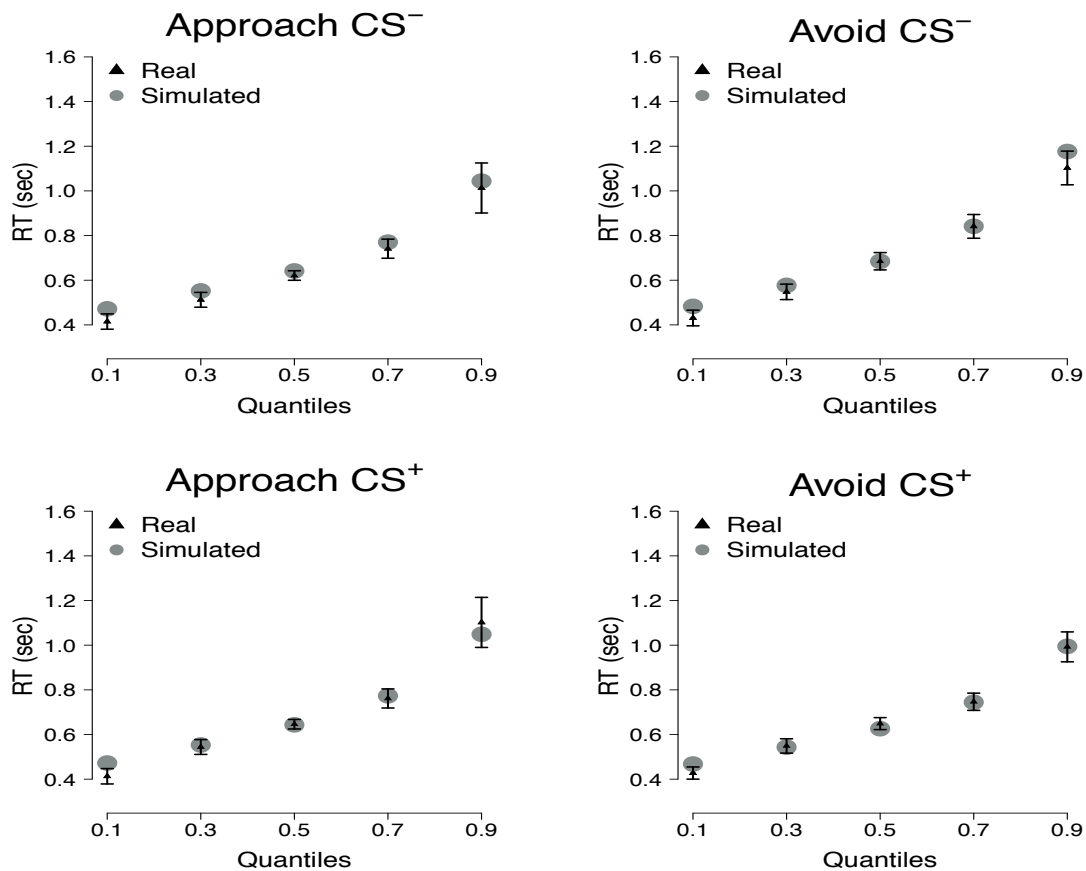 Approach CS⁻
1.6
1.4
1.2
1.0
0.8
0.6
0.4
RT (sec)
Real
Simulated
0.1 0.3 0.5 0.7 0.9
Quantiles
Avoid CS⁻
1.6
1.4
1.2
1.0
0.8
0.6
0.4
RT (sec)
Real
Simulated
0.1 0.3 0.5 0.7 0.9
Quantiles
Approach CS⁺
1.6
1.4
1.2
1.0
0.8
0.6
0.4
RT (sec)
Real
Simulated
0.1 0.3 0.5 0.7 0.9
Quantiles
Avoid CS⁺
1.6
1.4
1.2
1.0
0.8
0.6
0.4
RT (sec)
Real
Simulated
0.1 0.3 0.5 0.7 0.9
Quantiles